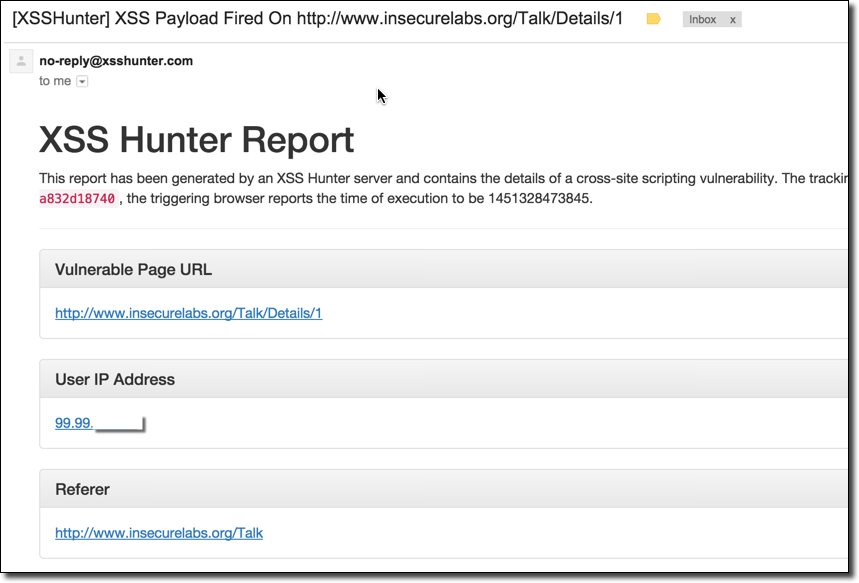 [XSSHunter] XSS Payload Fired On http://www.insecurelabs.org/Talk/Details/1 Inbox x
no-reply@xsshunter.com
to me
XSS Hunter Report
This report has been generated by an XSS Hunter server and contains the details of a cross-site scripting vulnerability. The
a832d18740 , the triggering browser reports the time of execution to be 1451328473845.
Vulnerable Page URL
http://www.insecurelabs.org/Talk/Details/1
User IP Address
99.99.
Referer
http://www.insecurelabs.org/Talk